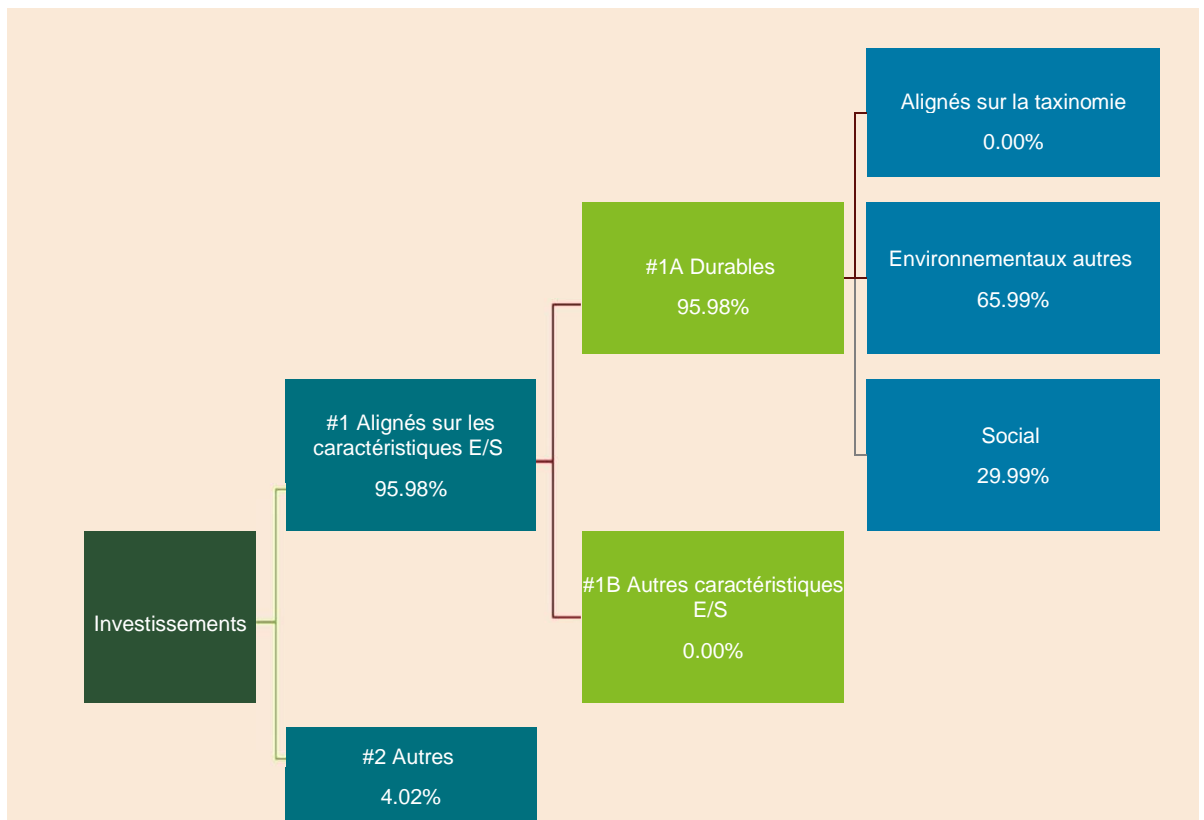 Alignés sur la taxinomie
0.00%
#1A Durables
95.98%
Environnementaux autres
65.99%
#1 Alignés sur les
caractéristiques E/S
95.98%
Social
29.99%
Investissements
#1B Autres caractéristiques
E/S
0.00%
#2 Autres
4.02%